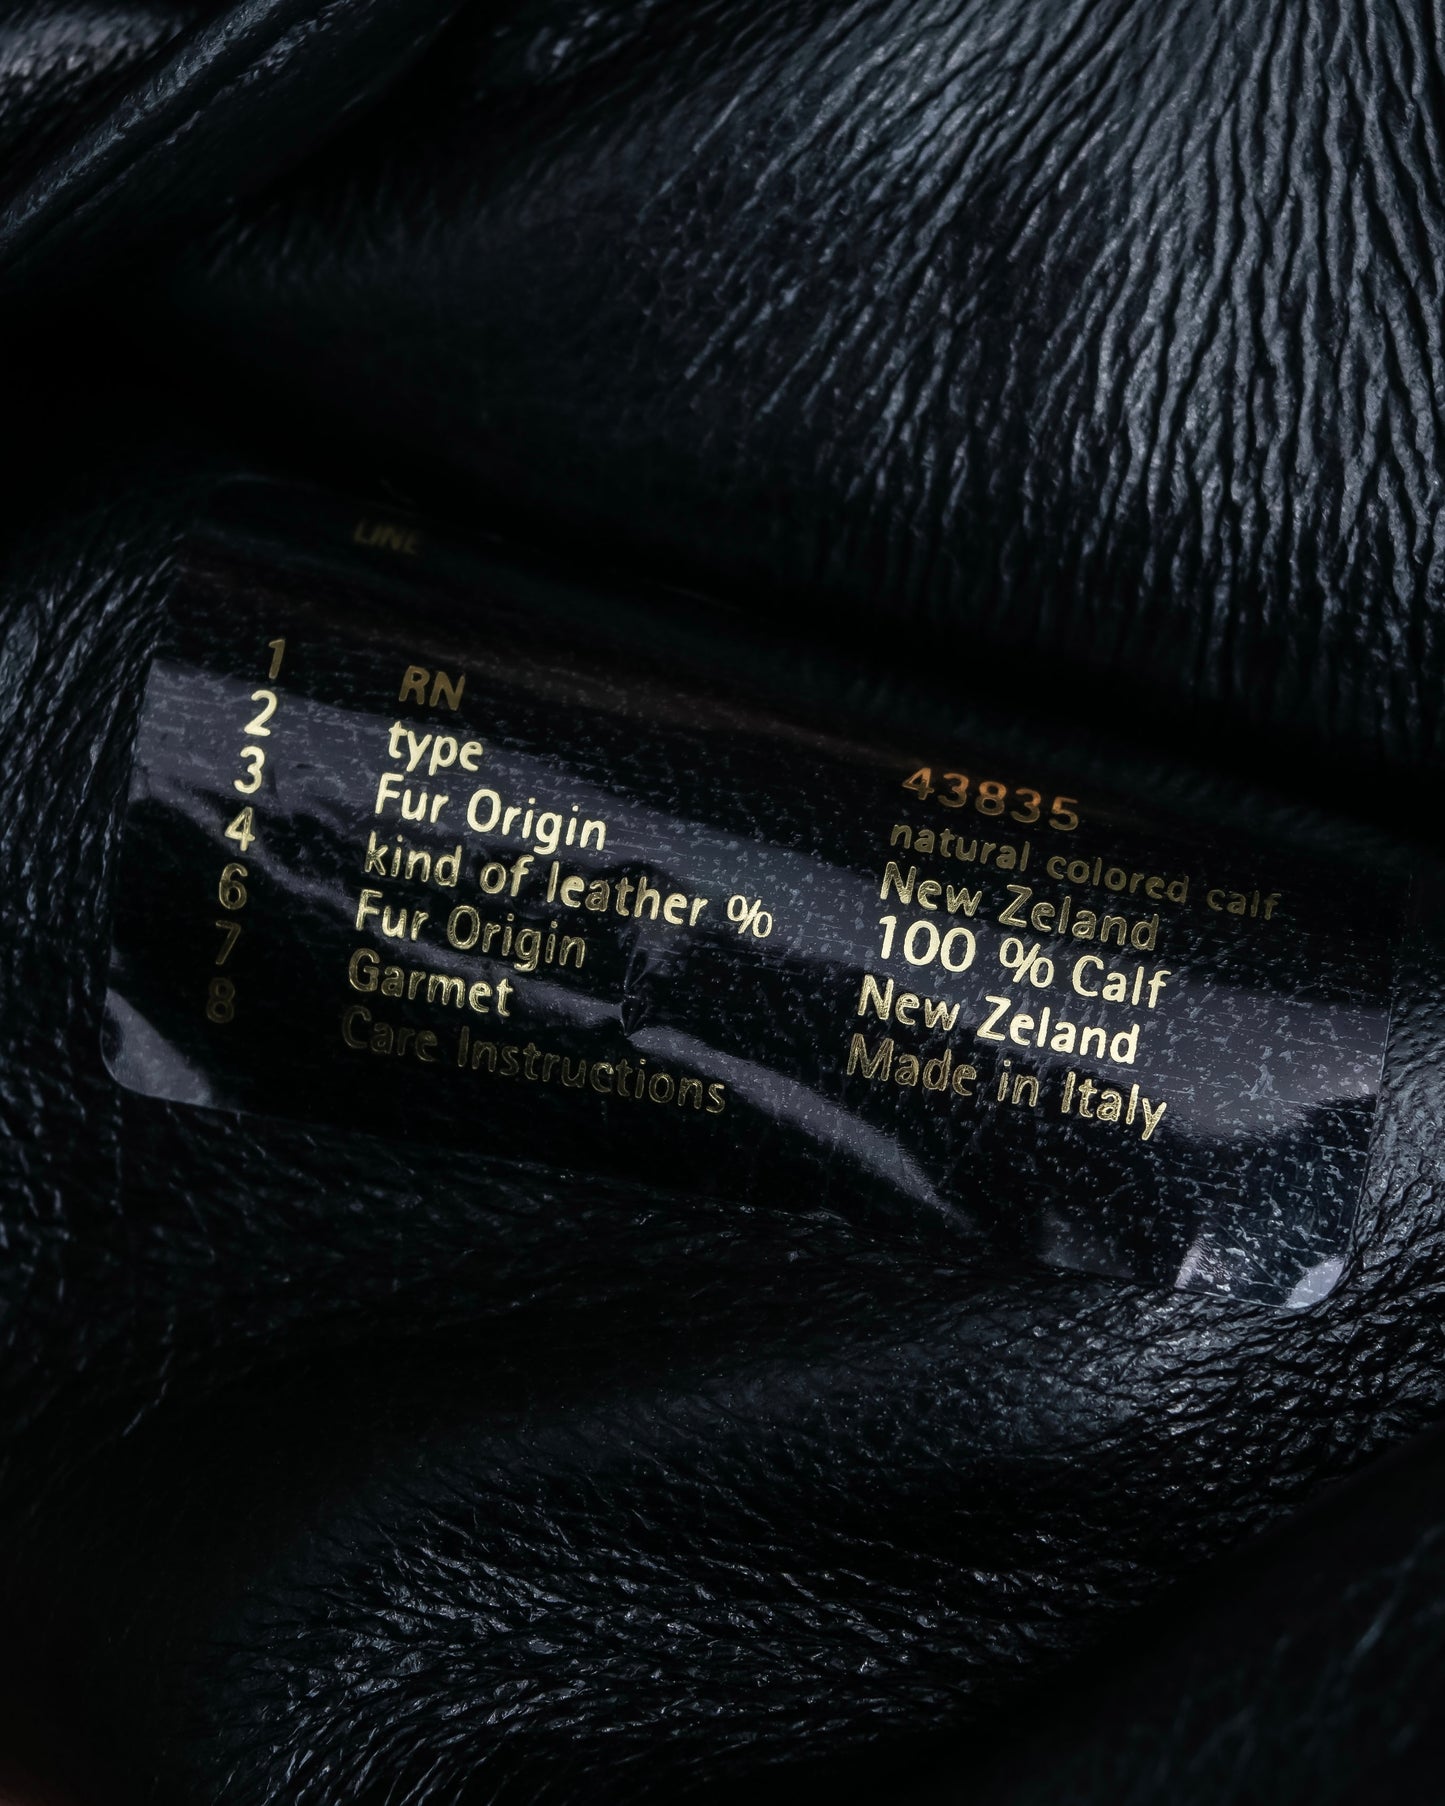 LINE
1 RN 43835
2 type natural colored calf
3 Fur Origin New Zeland
4 kind of leather % 100 % Calf
6 Fur Origin New Zeland
7 Garmet Made in Italy
8 Care Instructions